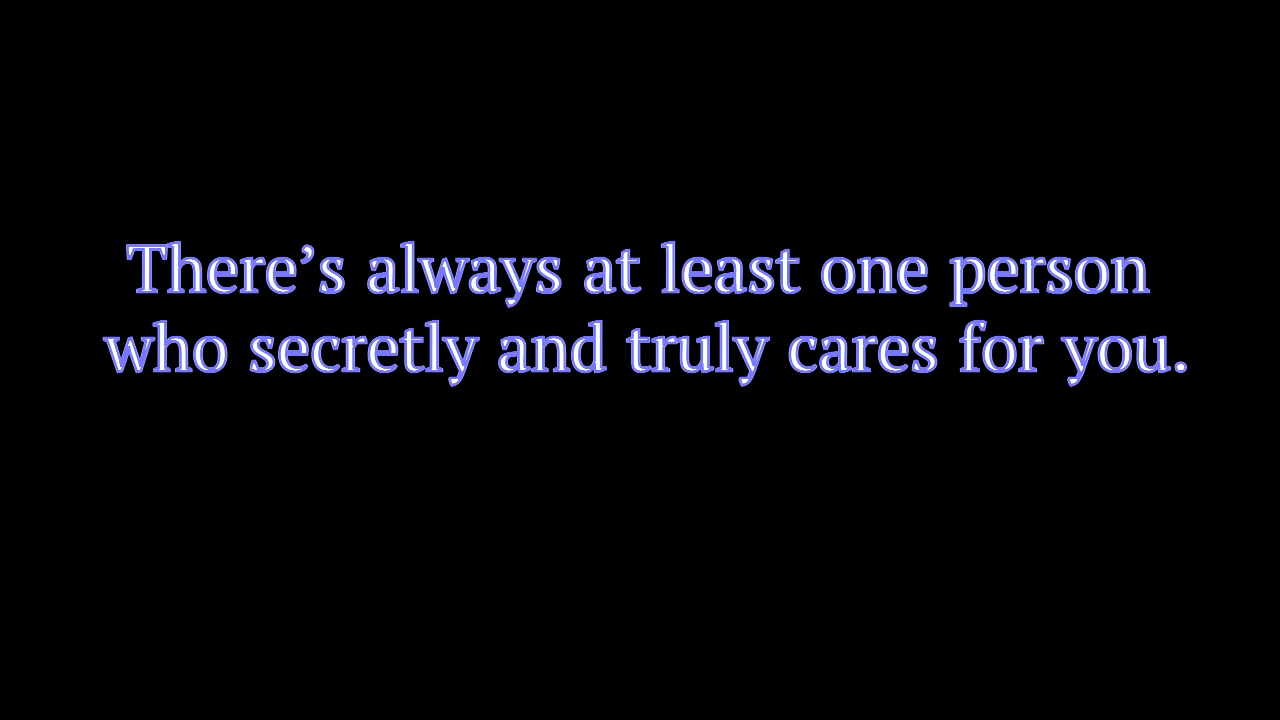 There’s always at least one person
who secretly and truly cares for you.